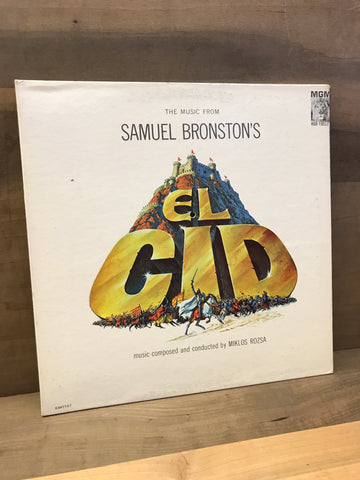 THE MUSIC FROM
MGM
SAMUEL BRONSTON'S
EL
CID
music composed and conducted by MIKLOS ROZSA